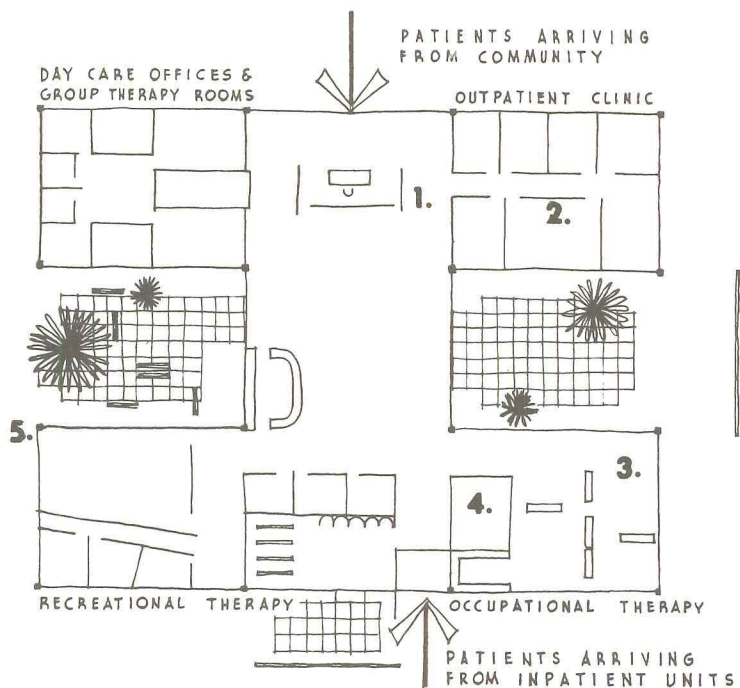 PATIENTS ARRIVING
FROM COMMUNITY
DAY CARE OFFICES &
GROUP THERAPY ROOMS
OUTPATIENT CLINIC
1.
2.
5.
3.
4.
RECREATIONAL THERAPY
OCCUPATIONAL THERAPY
PATIENTS ARRIVING
FROM INPATIENT UNITS